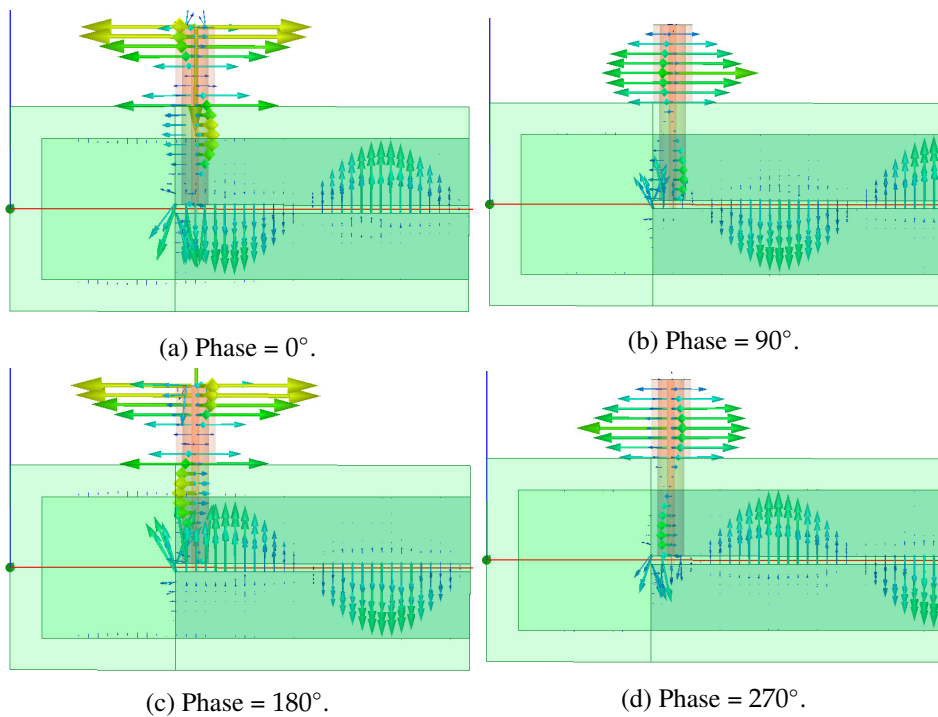 (a) Phase = 0°.
(b) Phase = 90°.
(c) Phase = 180°.
(d) Phase = 270°.